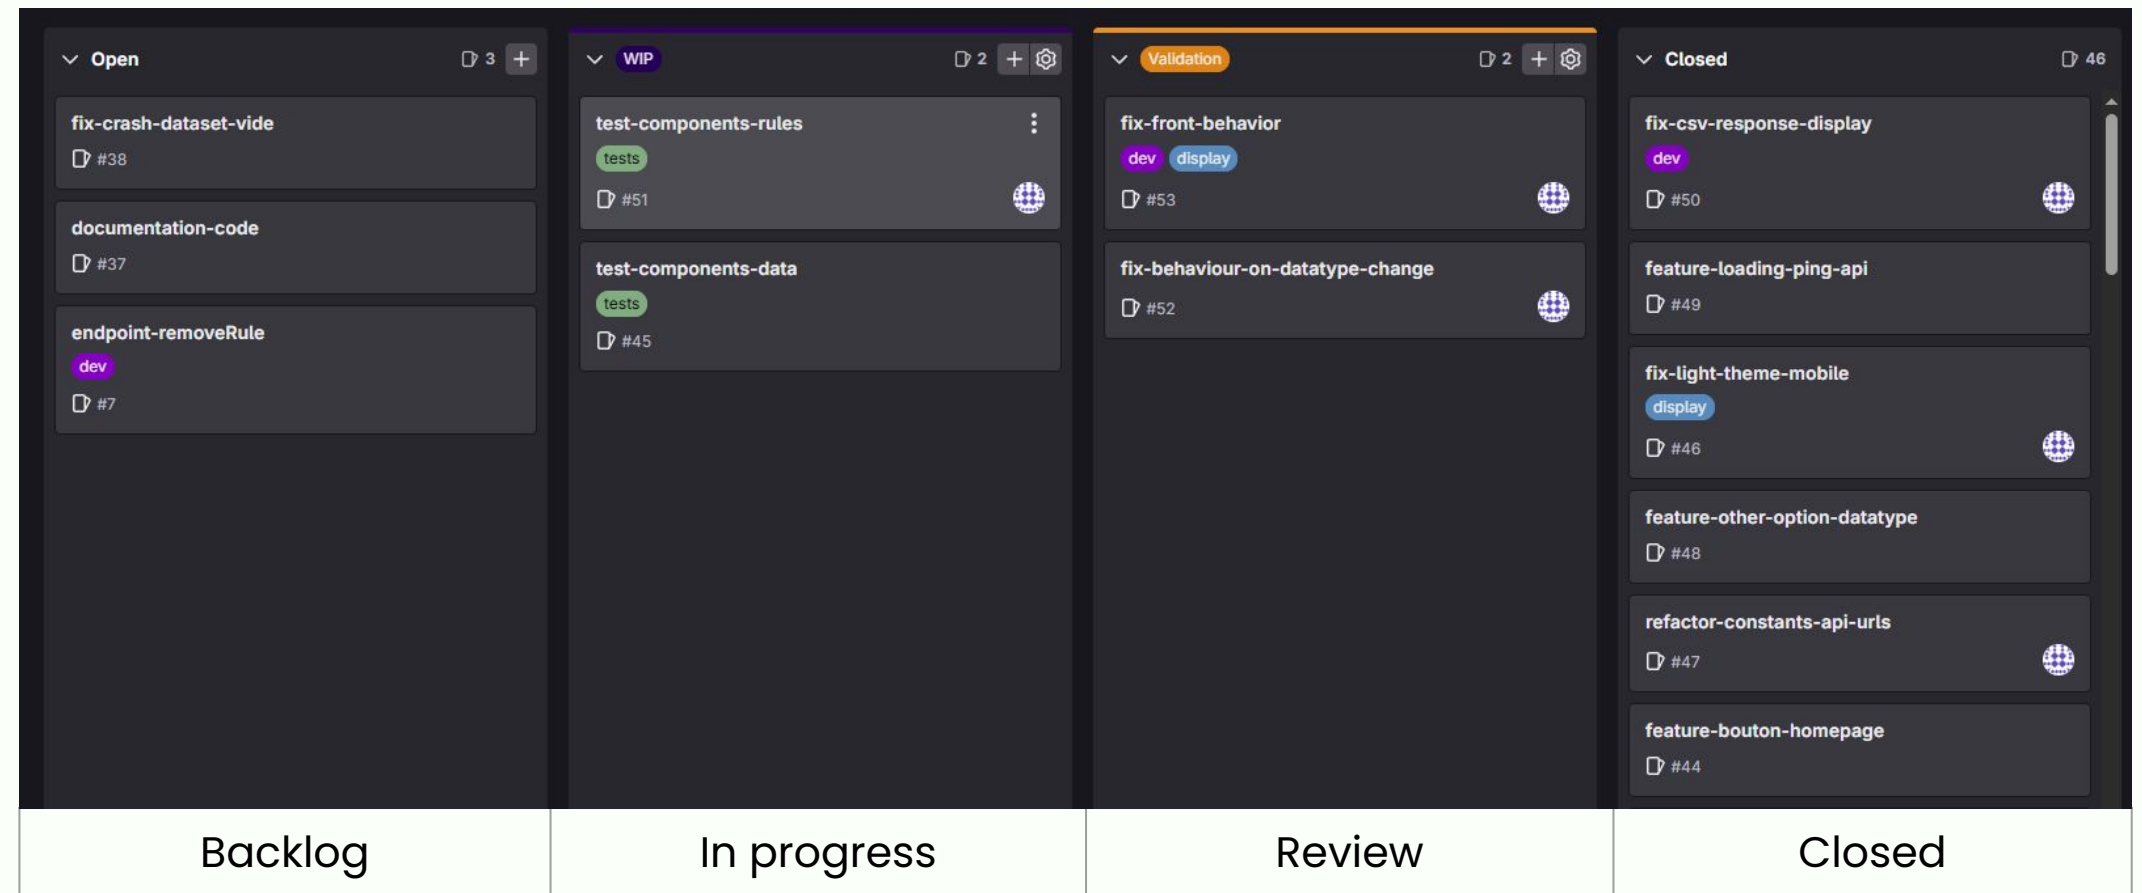 Open 3
fix-crash-dataset-vide
#38
documentation-code
#37
endpoint-removeRule
dev
#7
WIP 2
test-components-rules
tests
#51
test-components-data
tests
#45
Validation 2
fix-front-behavior
dev display
#53
fix-behaviour-on-datatype-change
#52
Closed 46
fix-csv-response-display
dev
#50
feature-loading-ping-api
#49
fix-light-theme-mobile
display
#46
feature-other-option-datatype
#48
refactor-constants-api-urls
#47
feature-bouton-homepage
#44
Backlog
In progress
Review
Closed